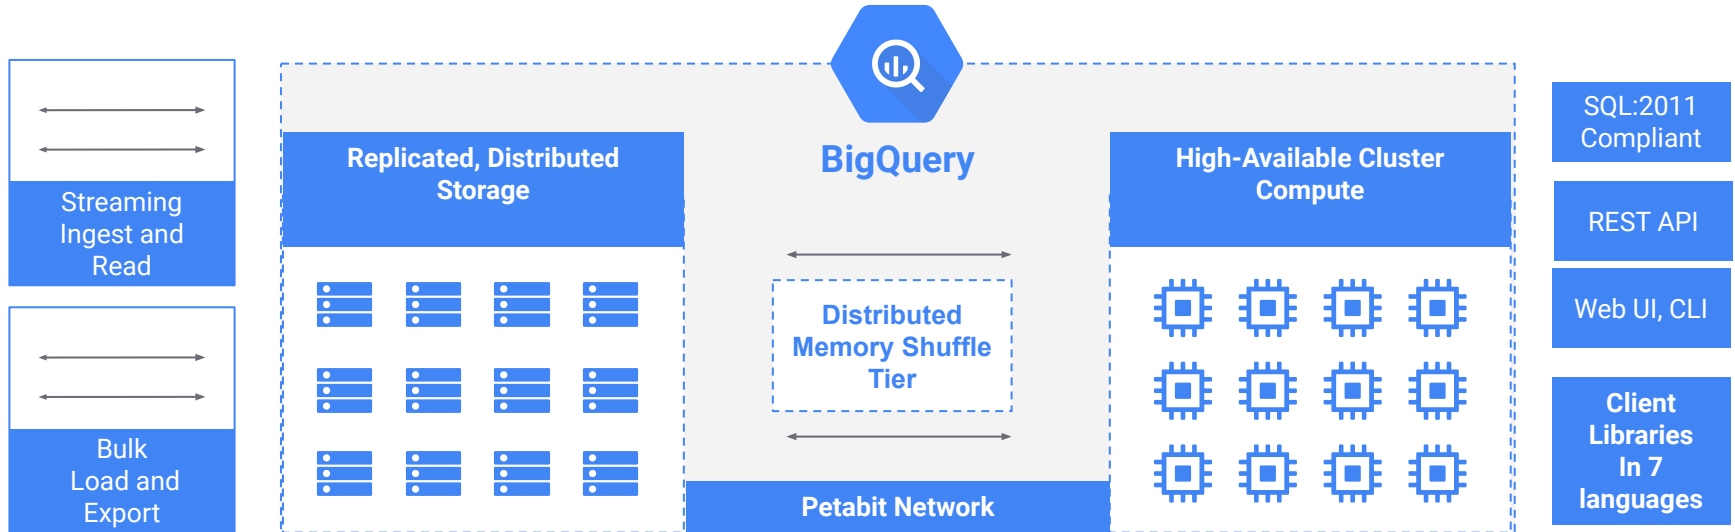 Streaming
Ingest and
Read
Bulk
Load and
Export
Replicated, Distributed
Storage
BigQuery
Distributed
Memory Shuffle
Tier
Petabit Network
High-Available Cluster
Compute
SQL:2011
Compliant
REST API
Web UI, CLI
Client
Libraries
In 7
languages